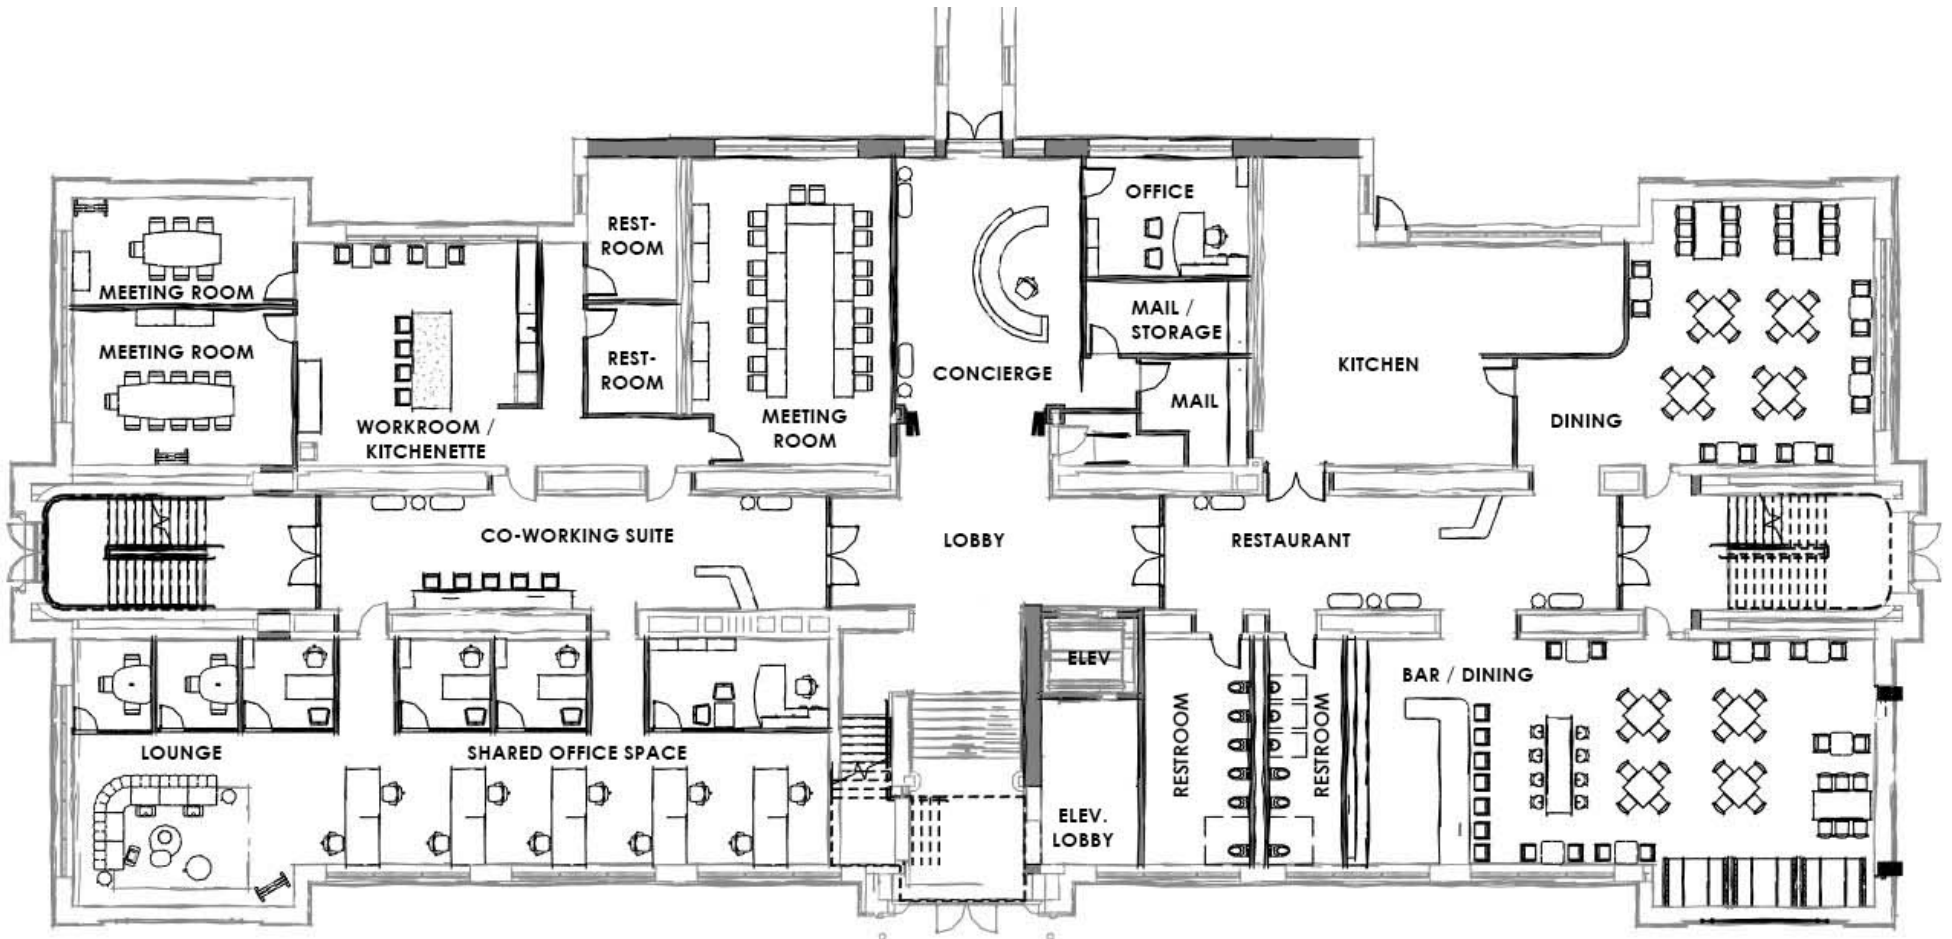 OFFICE
REST-
ROOM
MEETING ROOM
MAIL /
STORAGE
MEETING ROOM
REST-
ROOM
CONCIERGE
KITCHEN
MAIL
WORKROOM /
KITCHENETTE
MEETING
ROOM
DINING
CO-WORKING SUITE
LOBBY
RESTAURANT
ELEV
BAR / DINING
RESTROOM
RESTROOM
LOUNGE
SHARED OFFICE SPACE
ELEV.
LOBBY